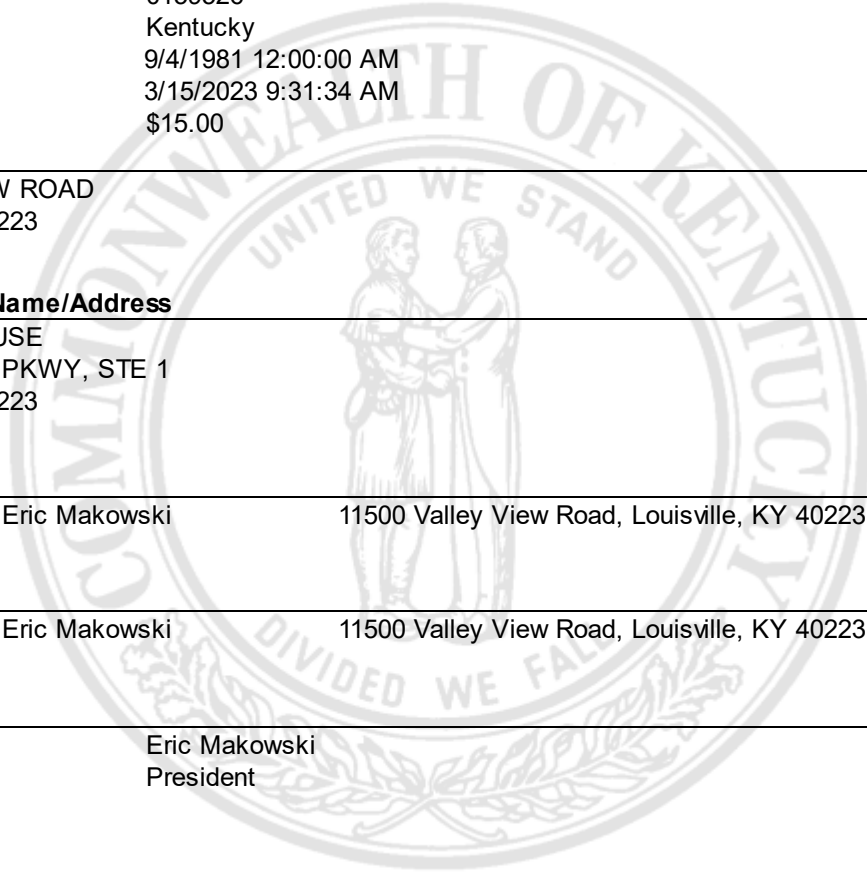 Kentucky
9/4/1981 12:00:00 AM
3/15/2023 9:31:34 AM
$15.00
ROAD
223
Name/Address
USE
PKWY, STE 1
223
Eric Makowski 11500 Valley View Road, Louisville, KY 40223
Eric Makowski 11500 Valley View Road, Louisville, KY 40223
Eric Makowski
President
COMMONWEALTH OF KENTUCKY
UNITED WE STAND
DIVIDED WE FALL